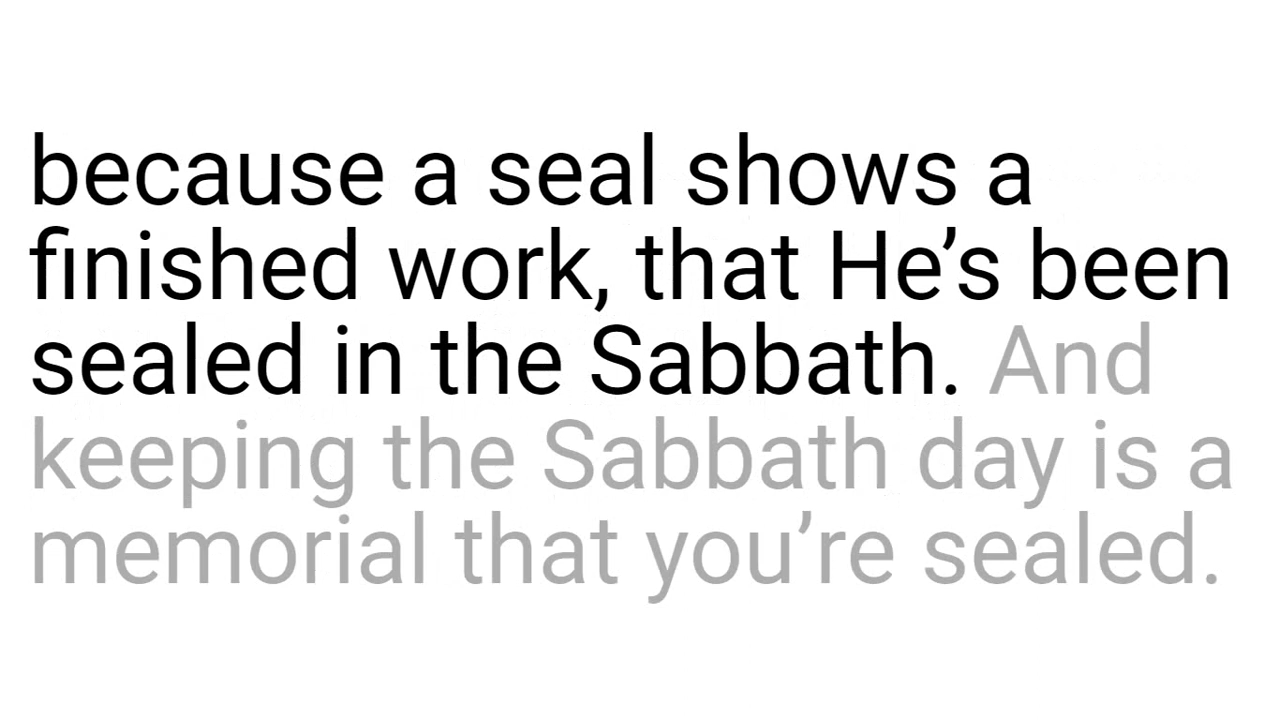 because a seal shows a
finished work, that He’s been
sealed in the Sabbath. And
keeping the Sabbath day is a
memorial that you’re sealed.